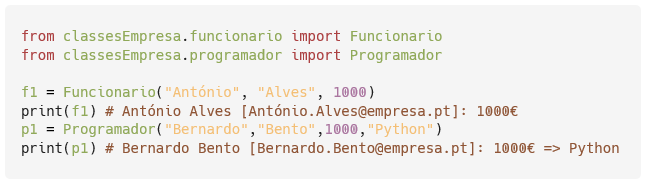 from classesEmpresa.funcionario import Funcionario
from classesEmpresa.programador import Programador
f1 = Funcionario("António", "Alves", 1000)
print(f1) # António Alves [António.Alves@empresa.pt]: 1000€
p1 = Programador("Bernardo","Bento",1000,"Python")
print(p1) # Bernardo Bento [Bernardo.Bento@empresa.pt]: 1000€ => Python